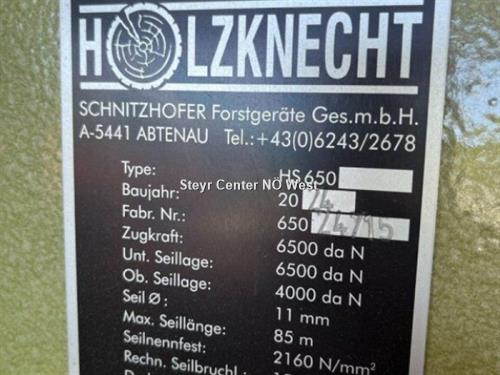 HOLZKNECHT
SCHNITZHOFER Forstgeräte Ges.m.b.H.
A-5441 ABTENAU Tel.:+43(0)6243/2678
Type: HS 650
Steyr Center NÖ West
Baujahr: 20 24
Fabr. Nr.: 650 24715
Zugkraft: 6500 da N
Unt. Seillage: 6500 da N
Ob. Seillage: 4000 da N
Seil Ø: 11 mm
Max. Seillänge: 85 m
Seilnennfest: 2160 N/mm²
Rechn. Seilbruchl.: